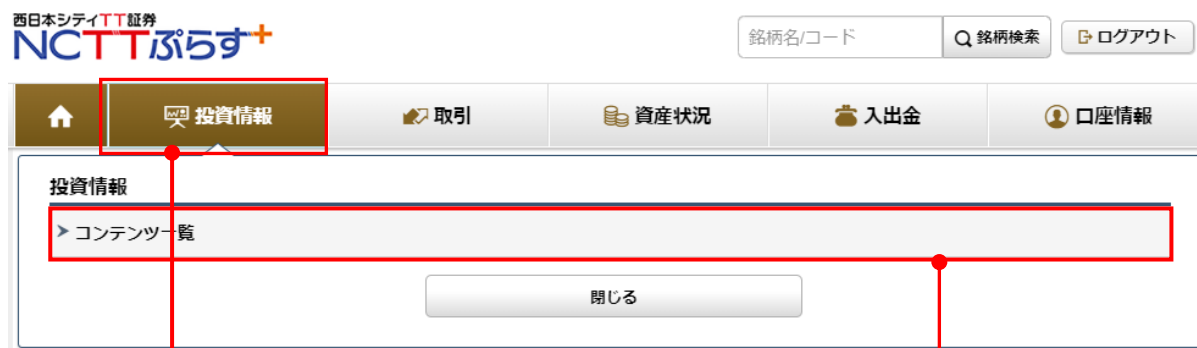 西日本シティTT証券
NCTTぷらす+
銘柄名/コード
銘柄検索
ログアウト
投資情報
取引
資産状況
入出金
口座情報
投資情報
コンテンツ一覧
閉じる